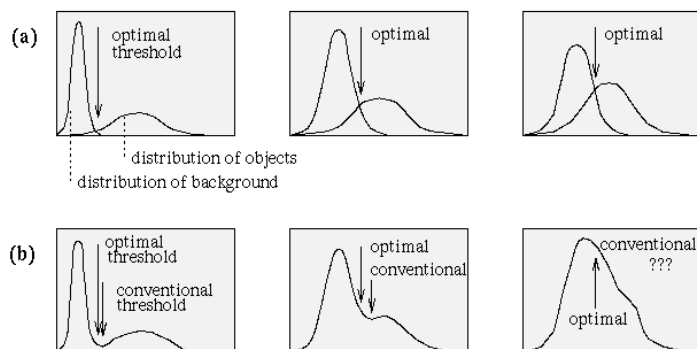 (a)
optimal
threshold
optimal
optimal
distribution of objects
distribution of background
(b)
optimal
threshold
conventional
threshold
optimal
conventional
conventional
???
optimal